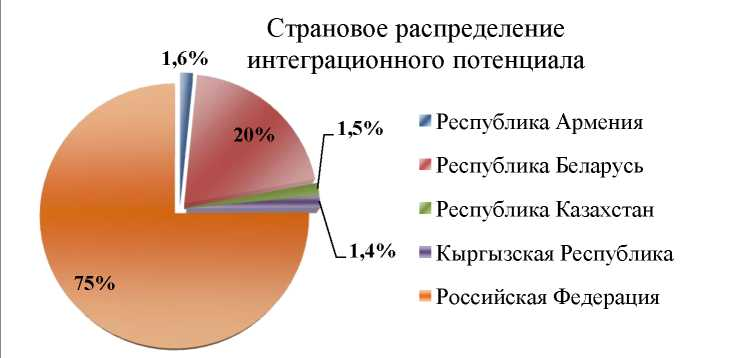 Страновое распределение
интеграционного потенциала
1,6%
20%
1,5%
1,4%
75%
Республика Армения
Республика Беларусь
Республика Казахстан
Кыргызская Республика
Российская Федерация